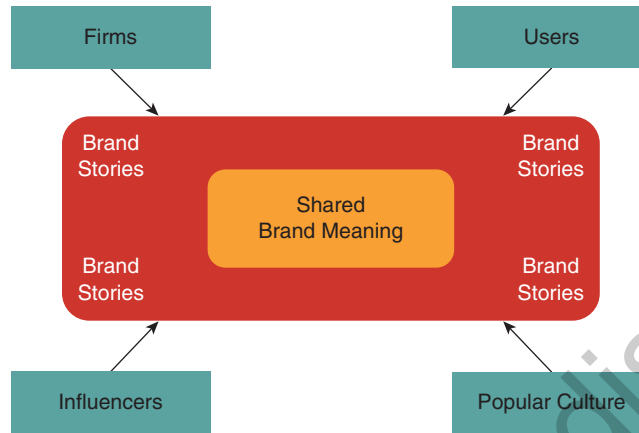 Firms
Users
Brand
Stories
Brand
Stories
Shared
Brand Meaning
Brand
Stories
Brand
Stories
Influencers
Popular Culture